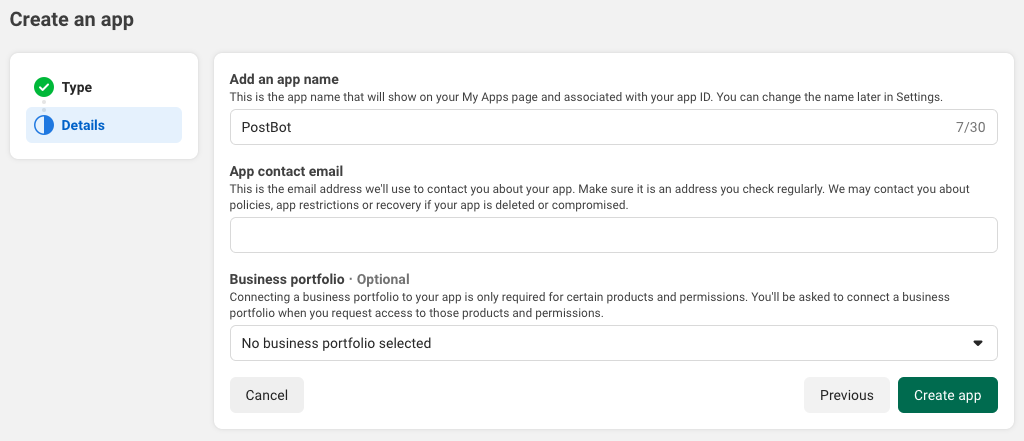 Create an app
Type
Details
Add an app name
This is the app name that will show on your My Apps page and associated with your app ID. You can change the name later in Settings.
PostBot 7/30
App contact email
This is the email address we'll use to contact you about your app. Make sure it is an address you check regularly. We may contact you about
policies, app restrictions or recovery if your app is deleted or compromised.
Business portfolio · Optional
Connecting a business portfolio to your app is only required for certain products and permissions. You'll be asked to connect a business
portfolio when you request access to those products and permissions.
No business portfolio selected
Cancel Previous Create app